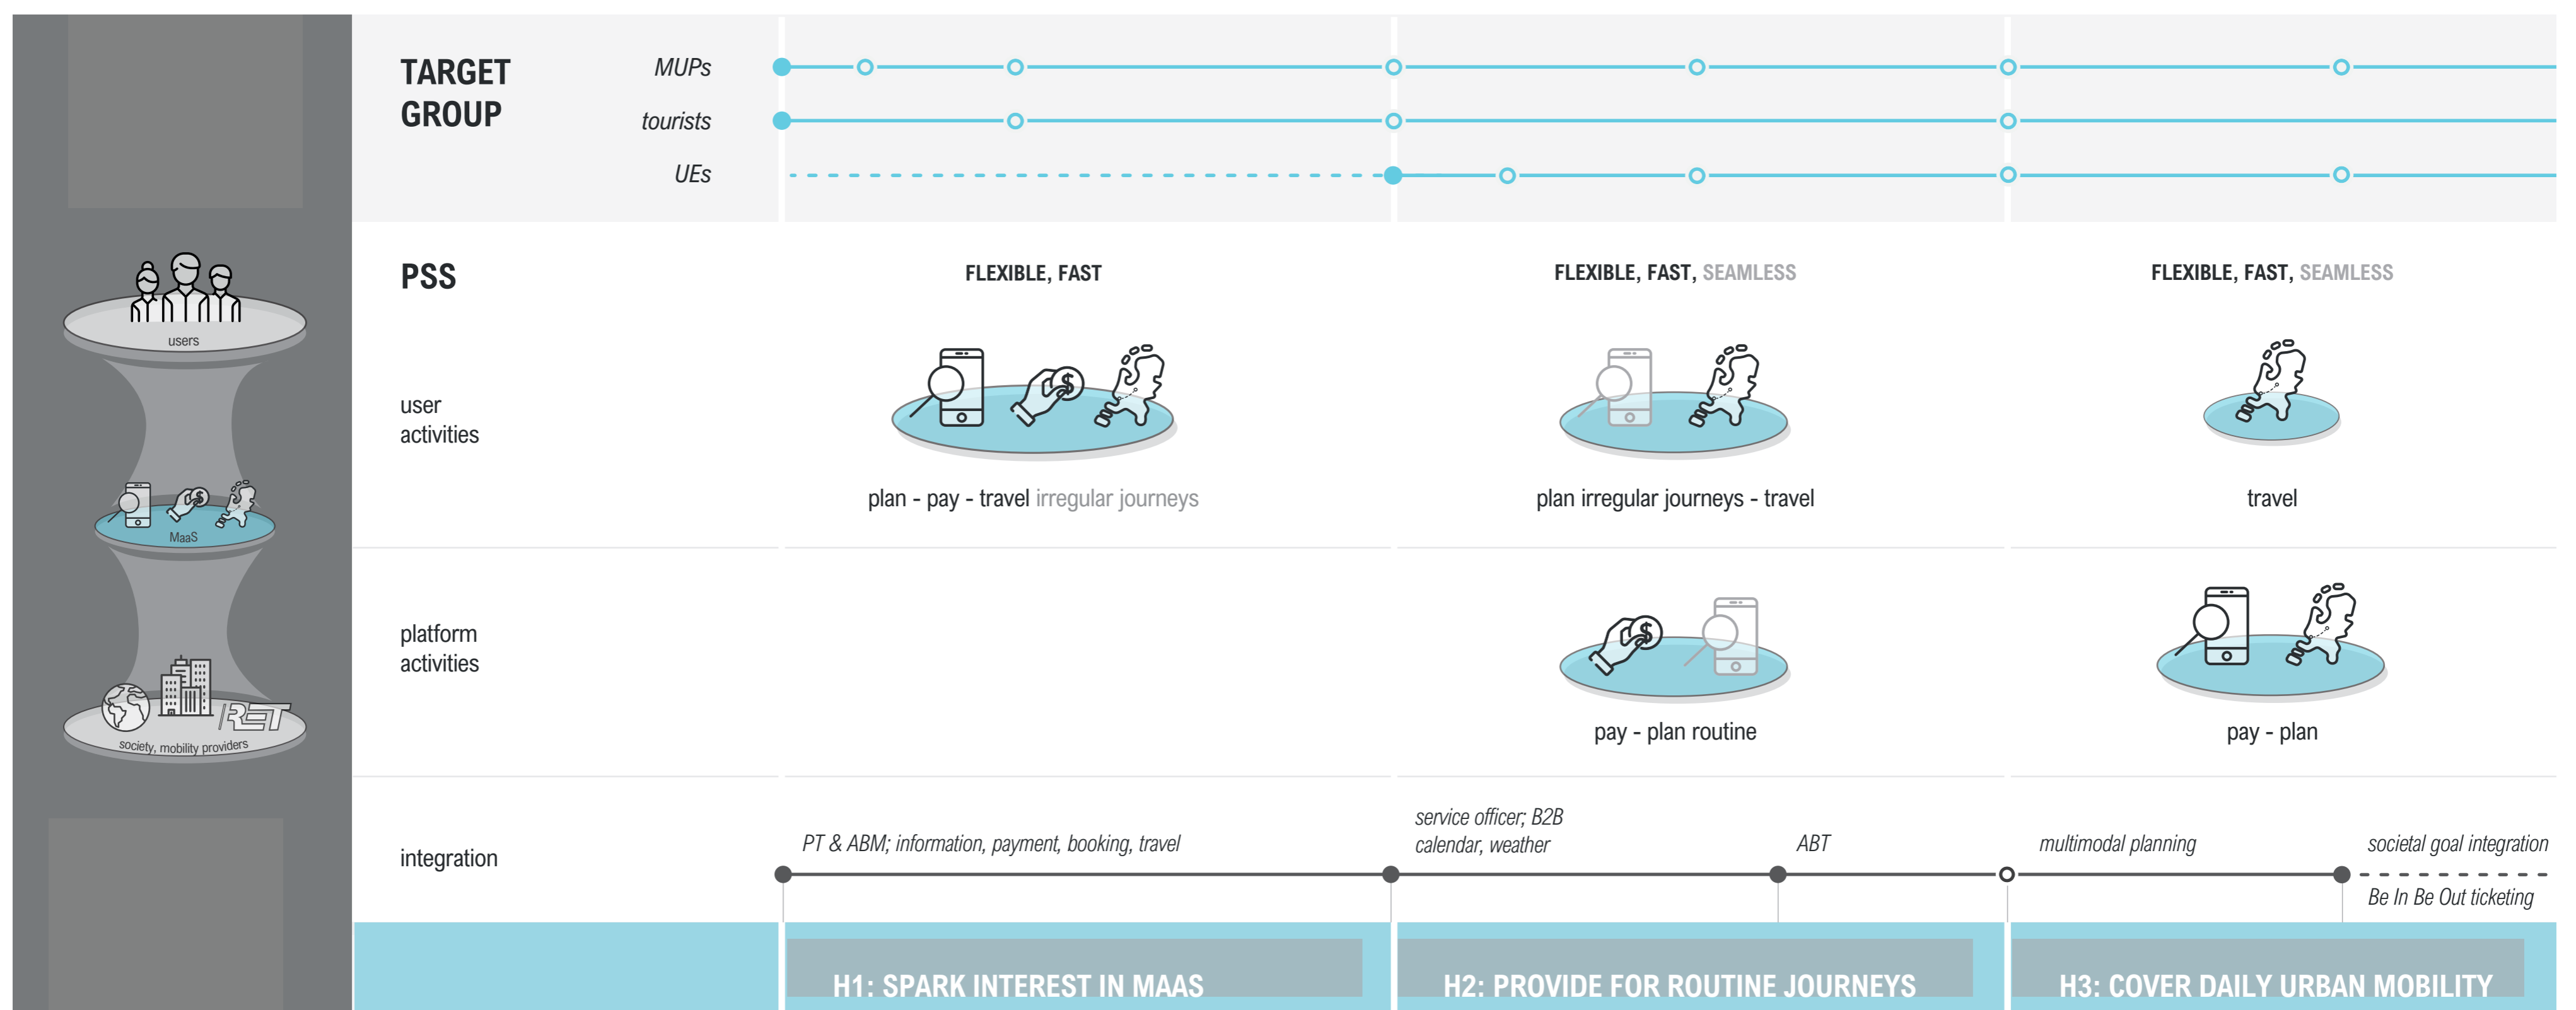 TARGET
GROUP
MUPs
tourists
UEs
PSS
FLEXIBLE, FAST
FLEXIBLE, FAST, SEAMLESS
FLEXIBLE, FAST, SEAMLESS
users
user
activities
plan - pay - travel irregular journeys
plan irregular journeys - travel
travel
MaaS
platform
activities
pay - plan routine
pay - plan
RET
society, mobility providers
integration
PT & ABM; information, payment, booking, travel
service officer; B2B
calendar, weather
ABT
multimodal planning
societal goal integration
Be In Be Out ticketing
H1: SPARK INTEREST IN MAAS
H2: PROVIDE FOR ROUTINE JOURNEYS
H3: COVER DAILY URBAN MOBILITY